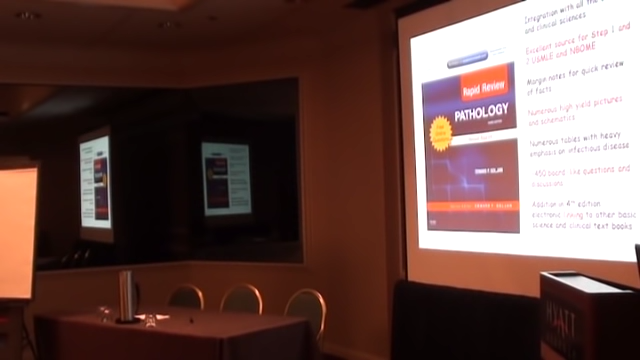 Integration with all the
and clinical sciences
Excellent source for Step 1 and
2 USMLE and NBOME
Margin notes for quick review
of facts
Numerous high yield pictures
and schematics
Numerous tables with heavy
emphasis on infectious disease
450 board like questions and
discussions
Addition in 4th edition
electronic linking to other basic
science and clinical text books
Rapid Review
PATHOLOGY
EDWARD F. GOLJAN
HYATT